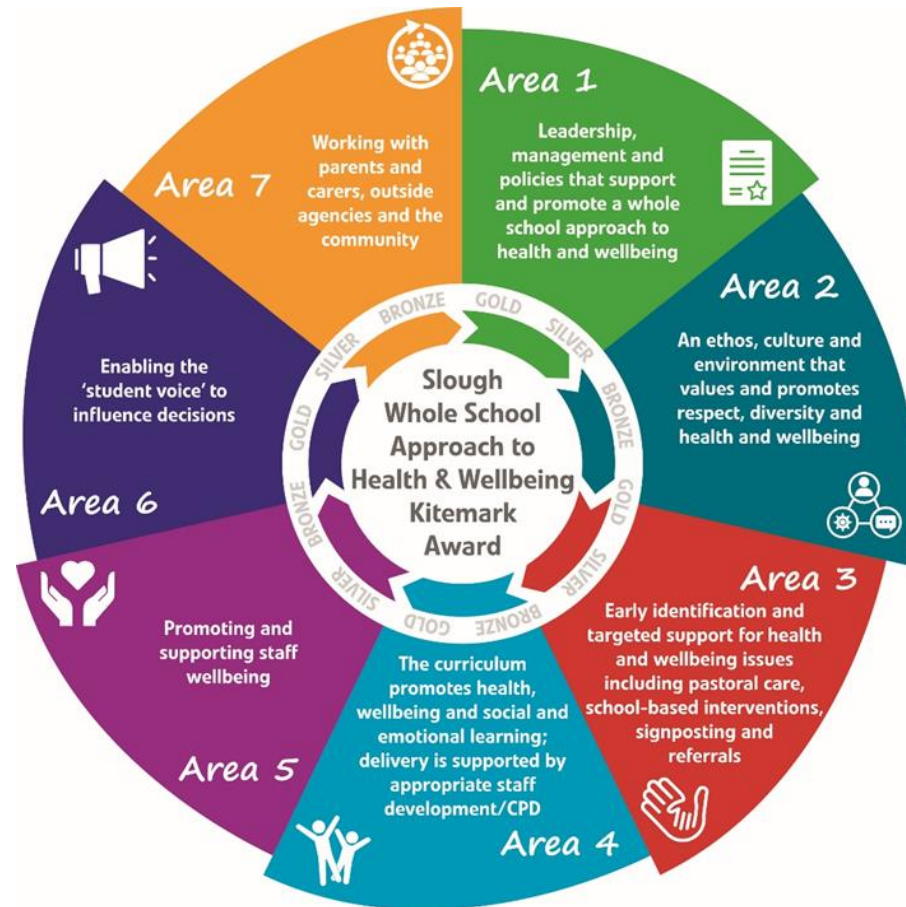 Area 1
Leadership,
management and
policies that support
and promote a whole
school approach to
health and wellbeing
Area 2
An ethos, culture and
environment that
values and promotes
respect, diversity and
health and wellbeing
Area 3
Early identification and
targeted support for health
and wellbeing issues
including pastoral care,
school-based interventions,
signposting and
referrals
The curriculum
promotes health,
wellbeing and social and
emotional learning;
delivery is supported by
appropriate staff
development/CPD
Area 4
Promoting and
supporting staff
wellbeing
Area 5
Enabling the
‘student voice’ to
influence decisions
Area 6
Working with
parents and
carers, outside
agencies and the
community
Area 7
GOLD
SILVER
BRONZE
GOLD
SILVER
BRONZE
GOLD
SILVER
BRONZE
GOLD
SILVER
BRONZE
Slough
Whole School
Approach to
Health & Wellbeing
Kitemark
Award